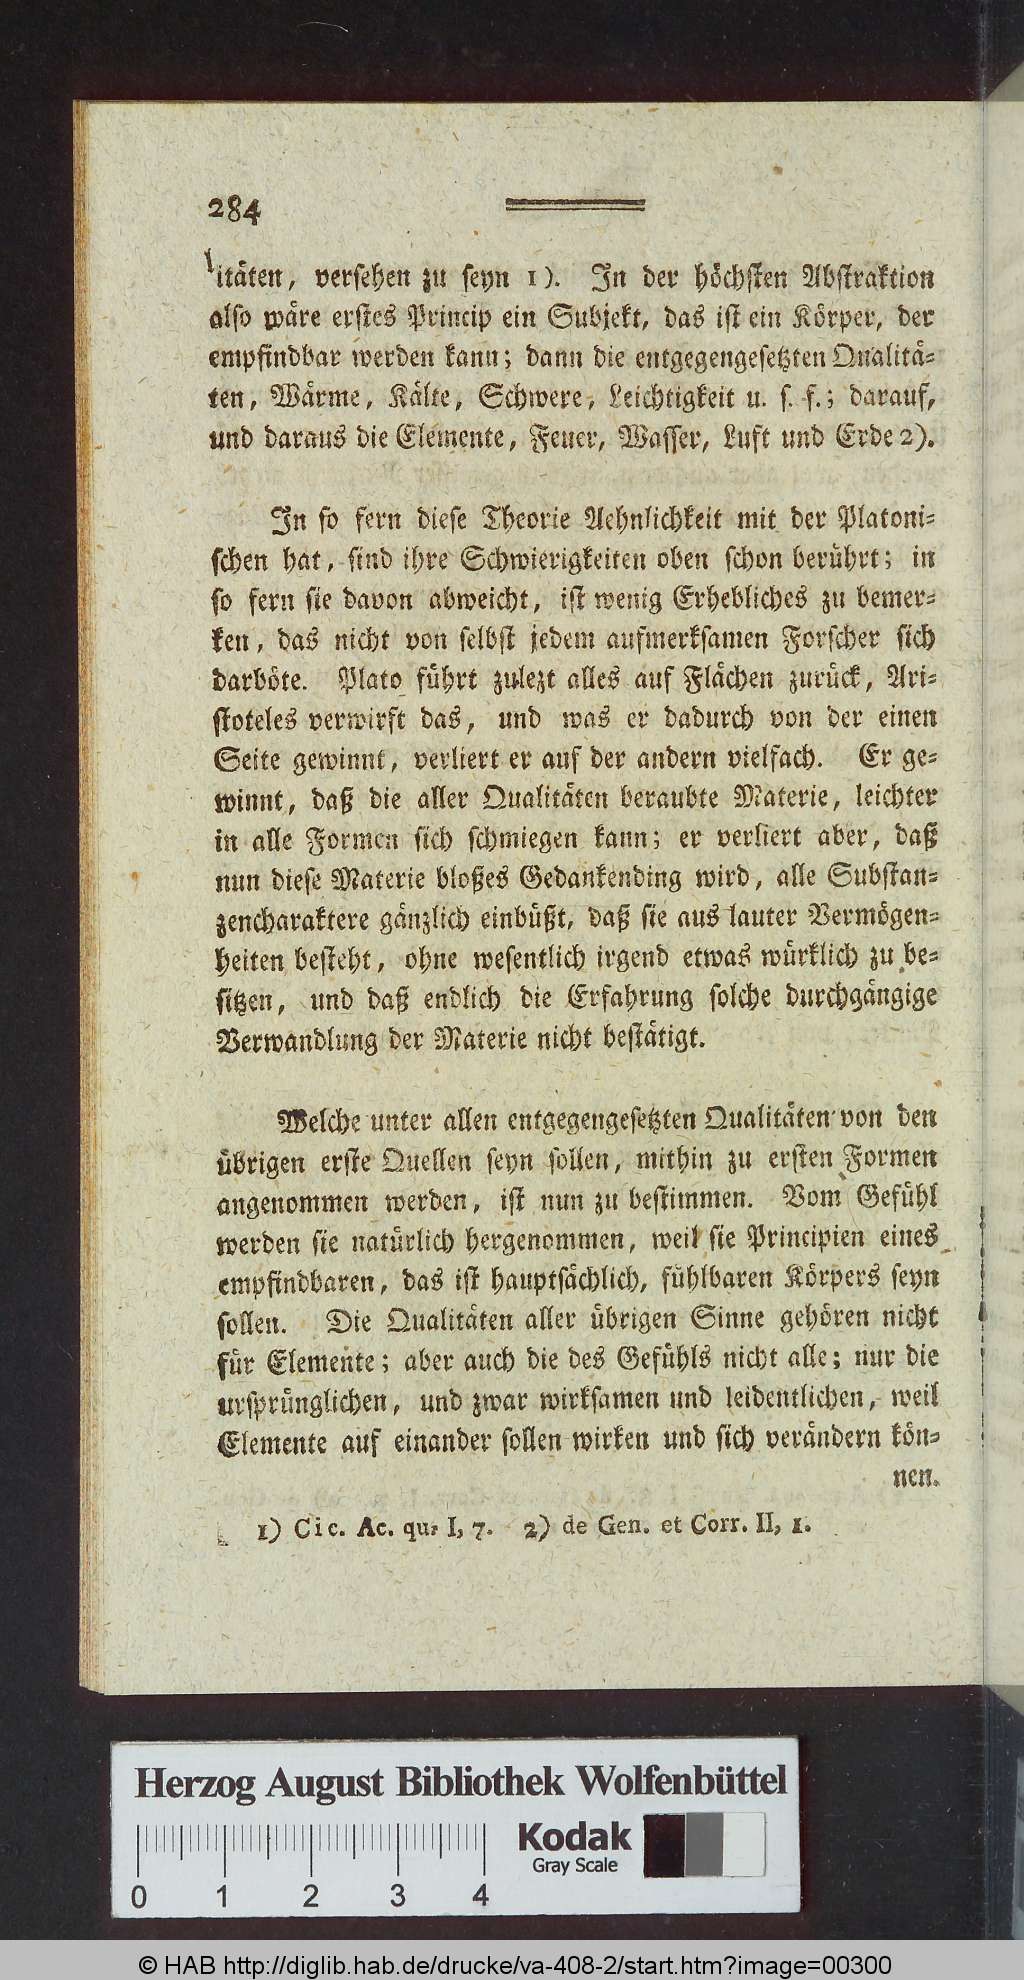 284
litäten, versehen zu seyn 1). In der höchsten Abstraktion
also wäre erstes Princip ein Subjekt, das ist ein Körper, der
empfindbar werden kann; dann die entgegengesetzten Qualitä-
ten, Wärme, Kälte, Schwere, Leichtigkeit u. s. f.; darauf,
und daraus die Elemente, Feuer, Wasser, Luft und Erde 2).
In so fern diese Theorie Aehnlichkeit mit der Platoni-
schen hat, sind ihre Schwierigkeiten oben schon berührt; in
so fern sie davon abweicht, ist wenig Erhebliches zu bemer-
ken, das nicht von selbst jedem aufmerksamen Forscher sich
darböte. Plato führt zulezt alles auf Flächen zurück, Ari-
stoteles verwirft das, und was er dadurch von der einen
Seite gewinnt, verliert er auf der andern vielfach. Er ge-
winnt, daß die aller Qualitäten beraubte Materie, leichter
in alle Formen sich schmiegen kann; er verliert aber, daß
nun diese Materie bloßes Gedankending wird, alle Substan-
zencharaktere gänzlich einbüßt, daß sie aus lauter Vermögen-
heiten besteht, ohne wesentlich irgend etwas würklich zu be-
sitzen, und daß endlich die Erfahrung solche durchgängige
Verwandlung der Materie nicht bestätigt.
Welche unter allen entgegengesetzten Qualitäten von den
übrigen erste Quellen seyn sollen, mithin zu ersten Formen
angenommen werden, ist nun zu bestimmen. Vom Gefühl
werden sie natürlich hergenommen, weil sie Principien eines
empfindbaren, das ist hauptsächlich, fühlbaren Körpers seyn
sollen. Die Qualitäten aller übrigen Sinne gehören nicht
für Elemente; aber auch die des Gefühls nicht alle; nur die
ursprünglichen, und zwar wirksamen und leidentlichen, weil
Elemente auf einander sollen wirken und sich verändern kön-
nen.
1) Cic. Ac. qu. I, 7. 2) de Gen. et Corr. II, 1.
Herzog August Bibliothek Wolfenbüttel
Kodak
Gray Scale
0 1 2 3 4
© HAB http://diglib.hab.de/drucke/va-408-2/start.htm?image=00300